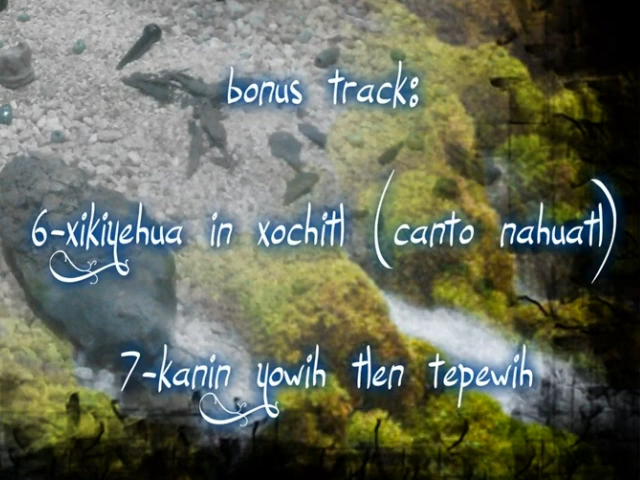 bonus track:
6-xikiyehua in xochitl (canto nahuatl)
7-kanin yowih tlen tepewih